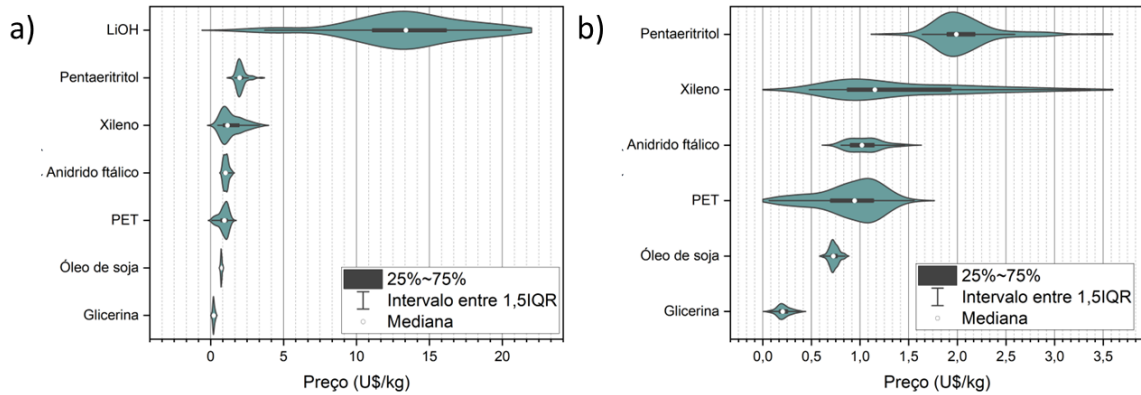 a)
LiOH
Pentaeritritol
Xileno
Anidrido ftálico
PET
Óleo de soja
Glicerina
25%~75%
Intervalo entre 1,5IQR
Mediana
0 5 10 15 20
Preço (U$/kg)
b)
Pentaeritritol
Xileno
Anidrido ftálico
PET
Óleo de soja
Glicerina
25%~75%
Intervalo entre 1,5IQR
Mediana
0,0 0,5 1,0 1,5 2,0 2,5 3,0 3,5
Preço (U$/kg)